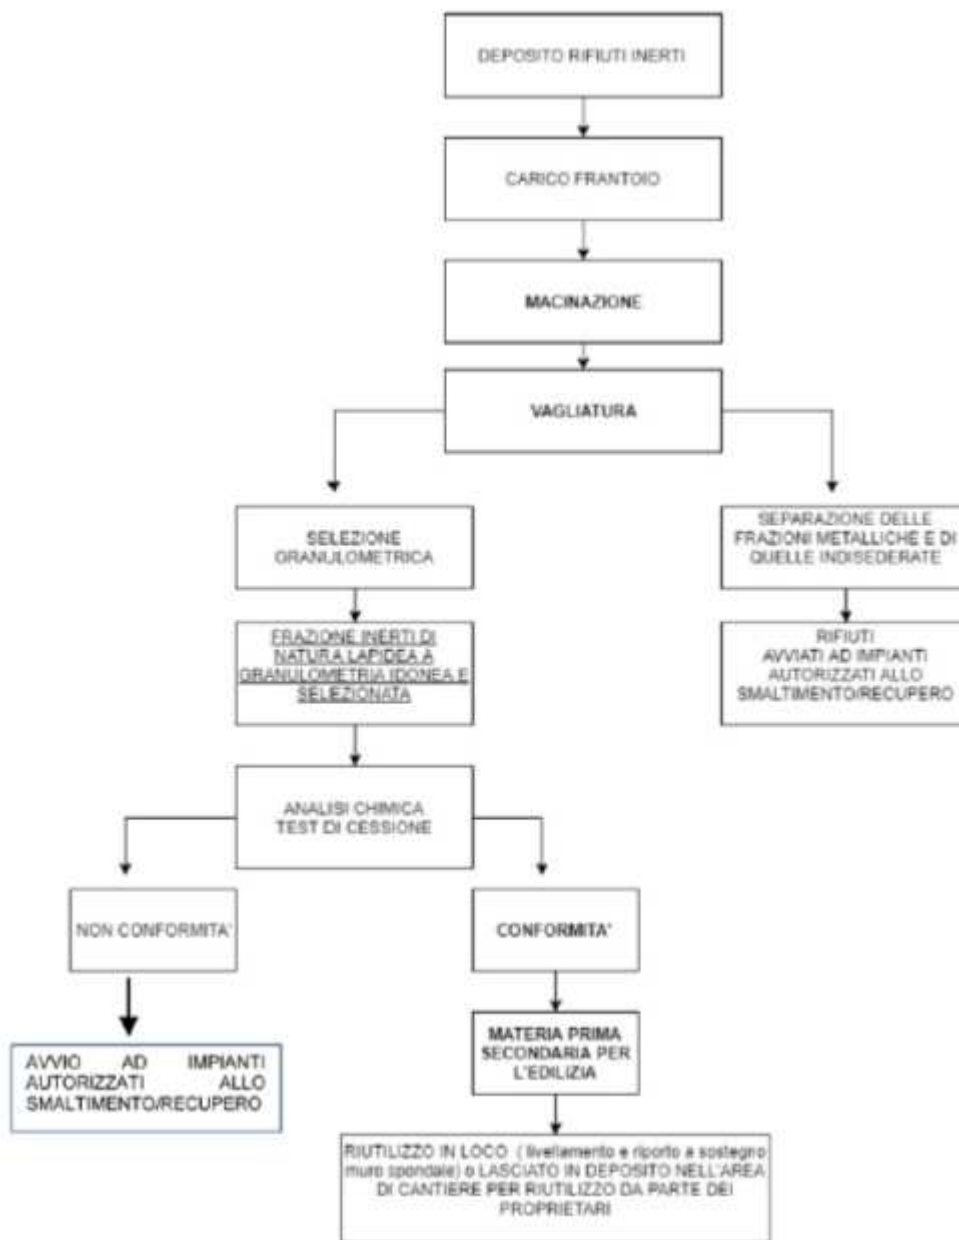 DEPOSITO RIFIUTI INERTI
CARICO FRANTOIO
MACINAZIONE
VAGLIATURA
SELEZIONE
GRANULOMETRICA
SEPARAZIONE DELLE
FRAZIONI METALLICHE E DI
QUELLE INDISEDERATE
FRAZIONE INERTI DI
NATURA LAPIDEA A
GRANULOMETRIA IDONEA E
SELEZIONATA
RIFIUTI
AVVIATI AD IMPIANTI
AUTORIZZATI ALLO
SMALTIMENTO/RECUPERO
ANALISI CHIMICA
TEST DI CESSIONE
NON CONFORMITA'
CONFORMITA'
AVVIO AD IMPIANTI
AUTORIZZATI ALLO
SMALTIMENTO/RECUPERO
MATERIA PRIMA
SECONDARIA PER
L'EDILIZIA
RIUTILIZZO IN LOCO ( livellamento e riporto a sostegno
muro spondale) o LASCIATO IN DEPOSITO NELL'AREA
DI CANTIERE PER RIUTILIZZO DA PARTE DEI
PROPRIETARI